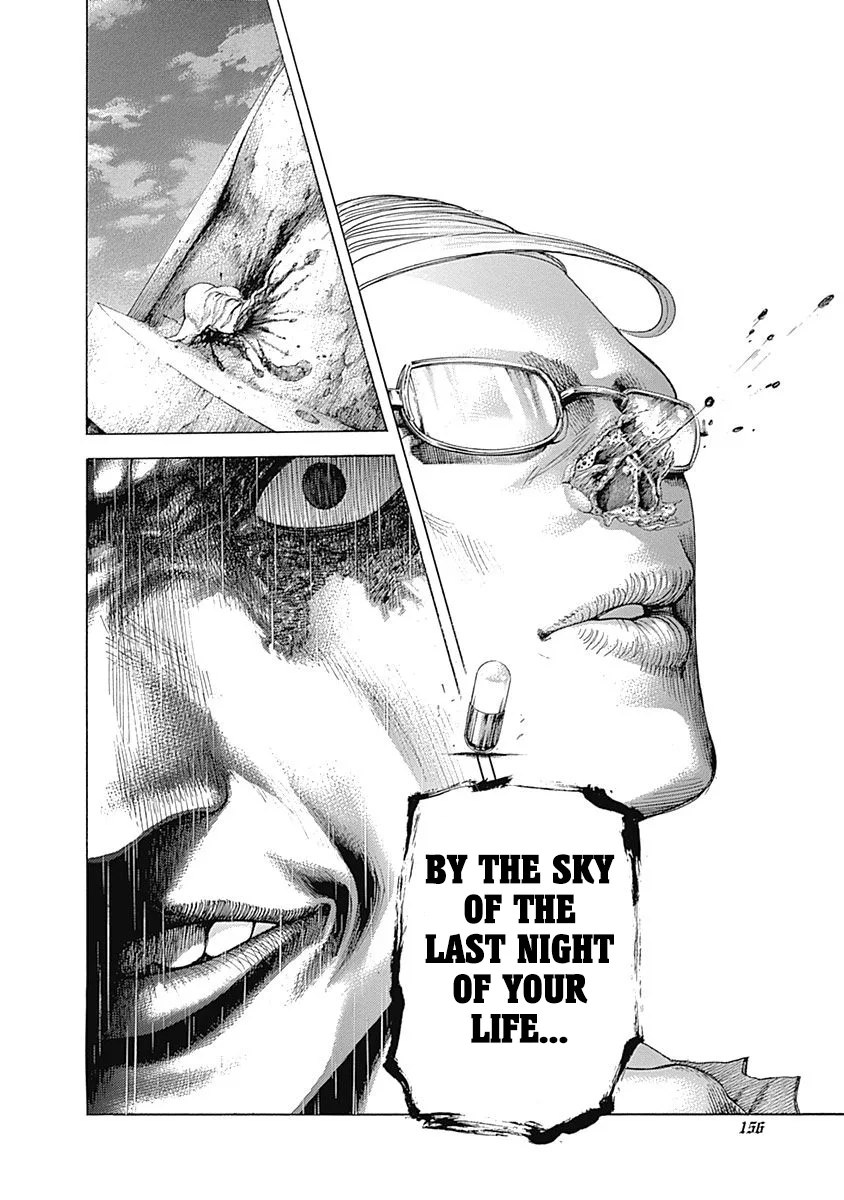 BY THE SKY
OF THE
LAST NIGHT
OF YOUR
LIFE...
156